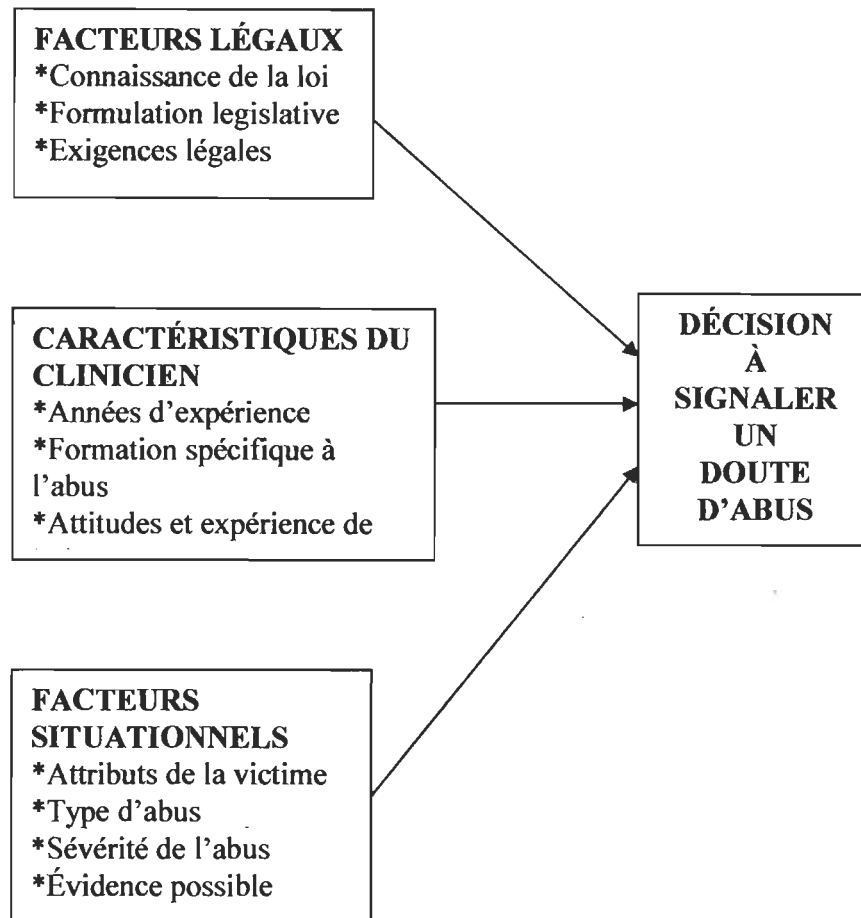 FACTEURS LÉGAUX
*Connaissance de la loi
*Formulation legislative
*Exigences légales
CARACTÉRISTIQUES DU
CLINICIEN
*Années d'expérience
*Formation spécifique à
l'abus
*Attitudes et expérience de
FACTEURS
SITUATIONNELS
*Attributs de la victime
*Type d'abus
*Sévérité de l'abus
*Évidence possible
DÉCISION
À
SIGNALER
UN
DOUTE
D'ABUS